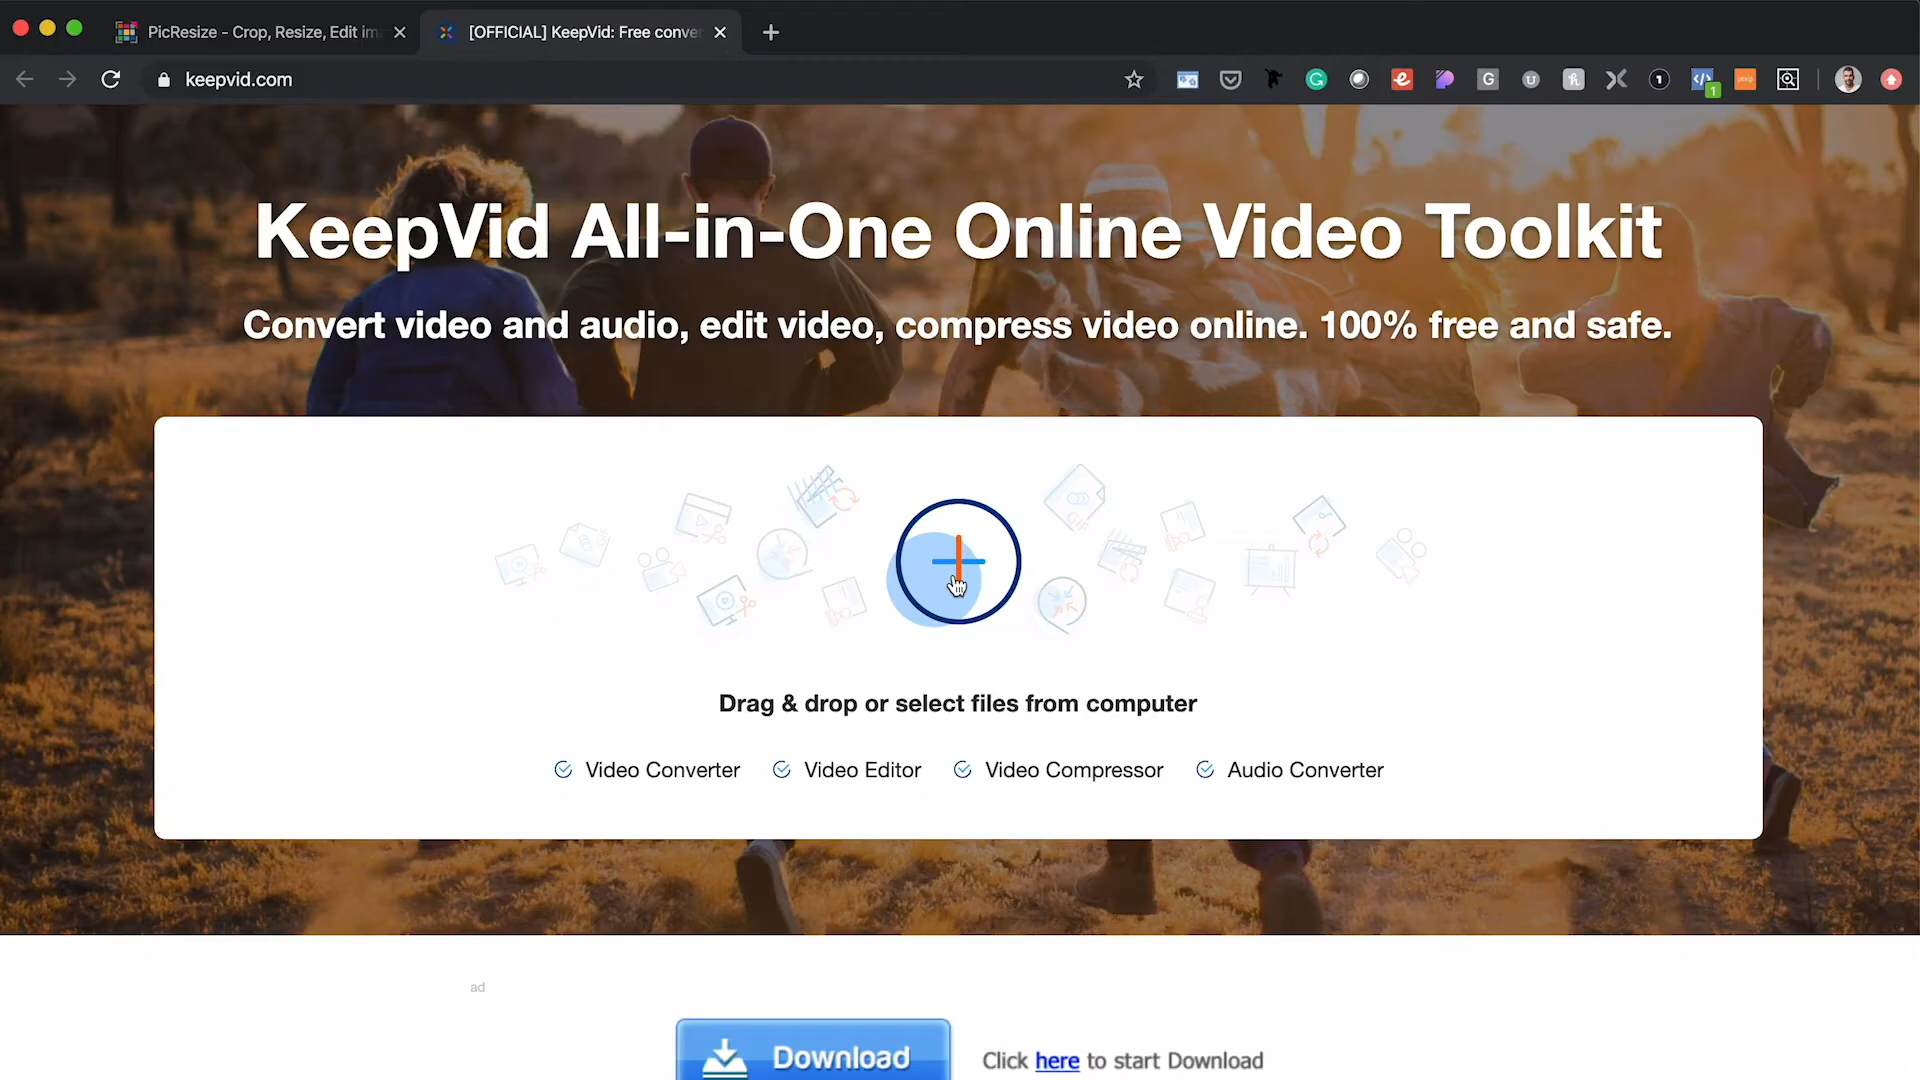 PicResize - Crop, Resize, Edit im
[OFFICIAL] KeepVid: Free conve
keepvid.com
1
KeepVid All-in-One Online Video Toolkit
Convert video and audio, edit video, compress video online. 100% free and safe.
Drag & drop or select files from computer
Video Converter
Video Editor
Video Compressor
Audio Converter
ad
Download
Click here to start Download